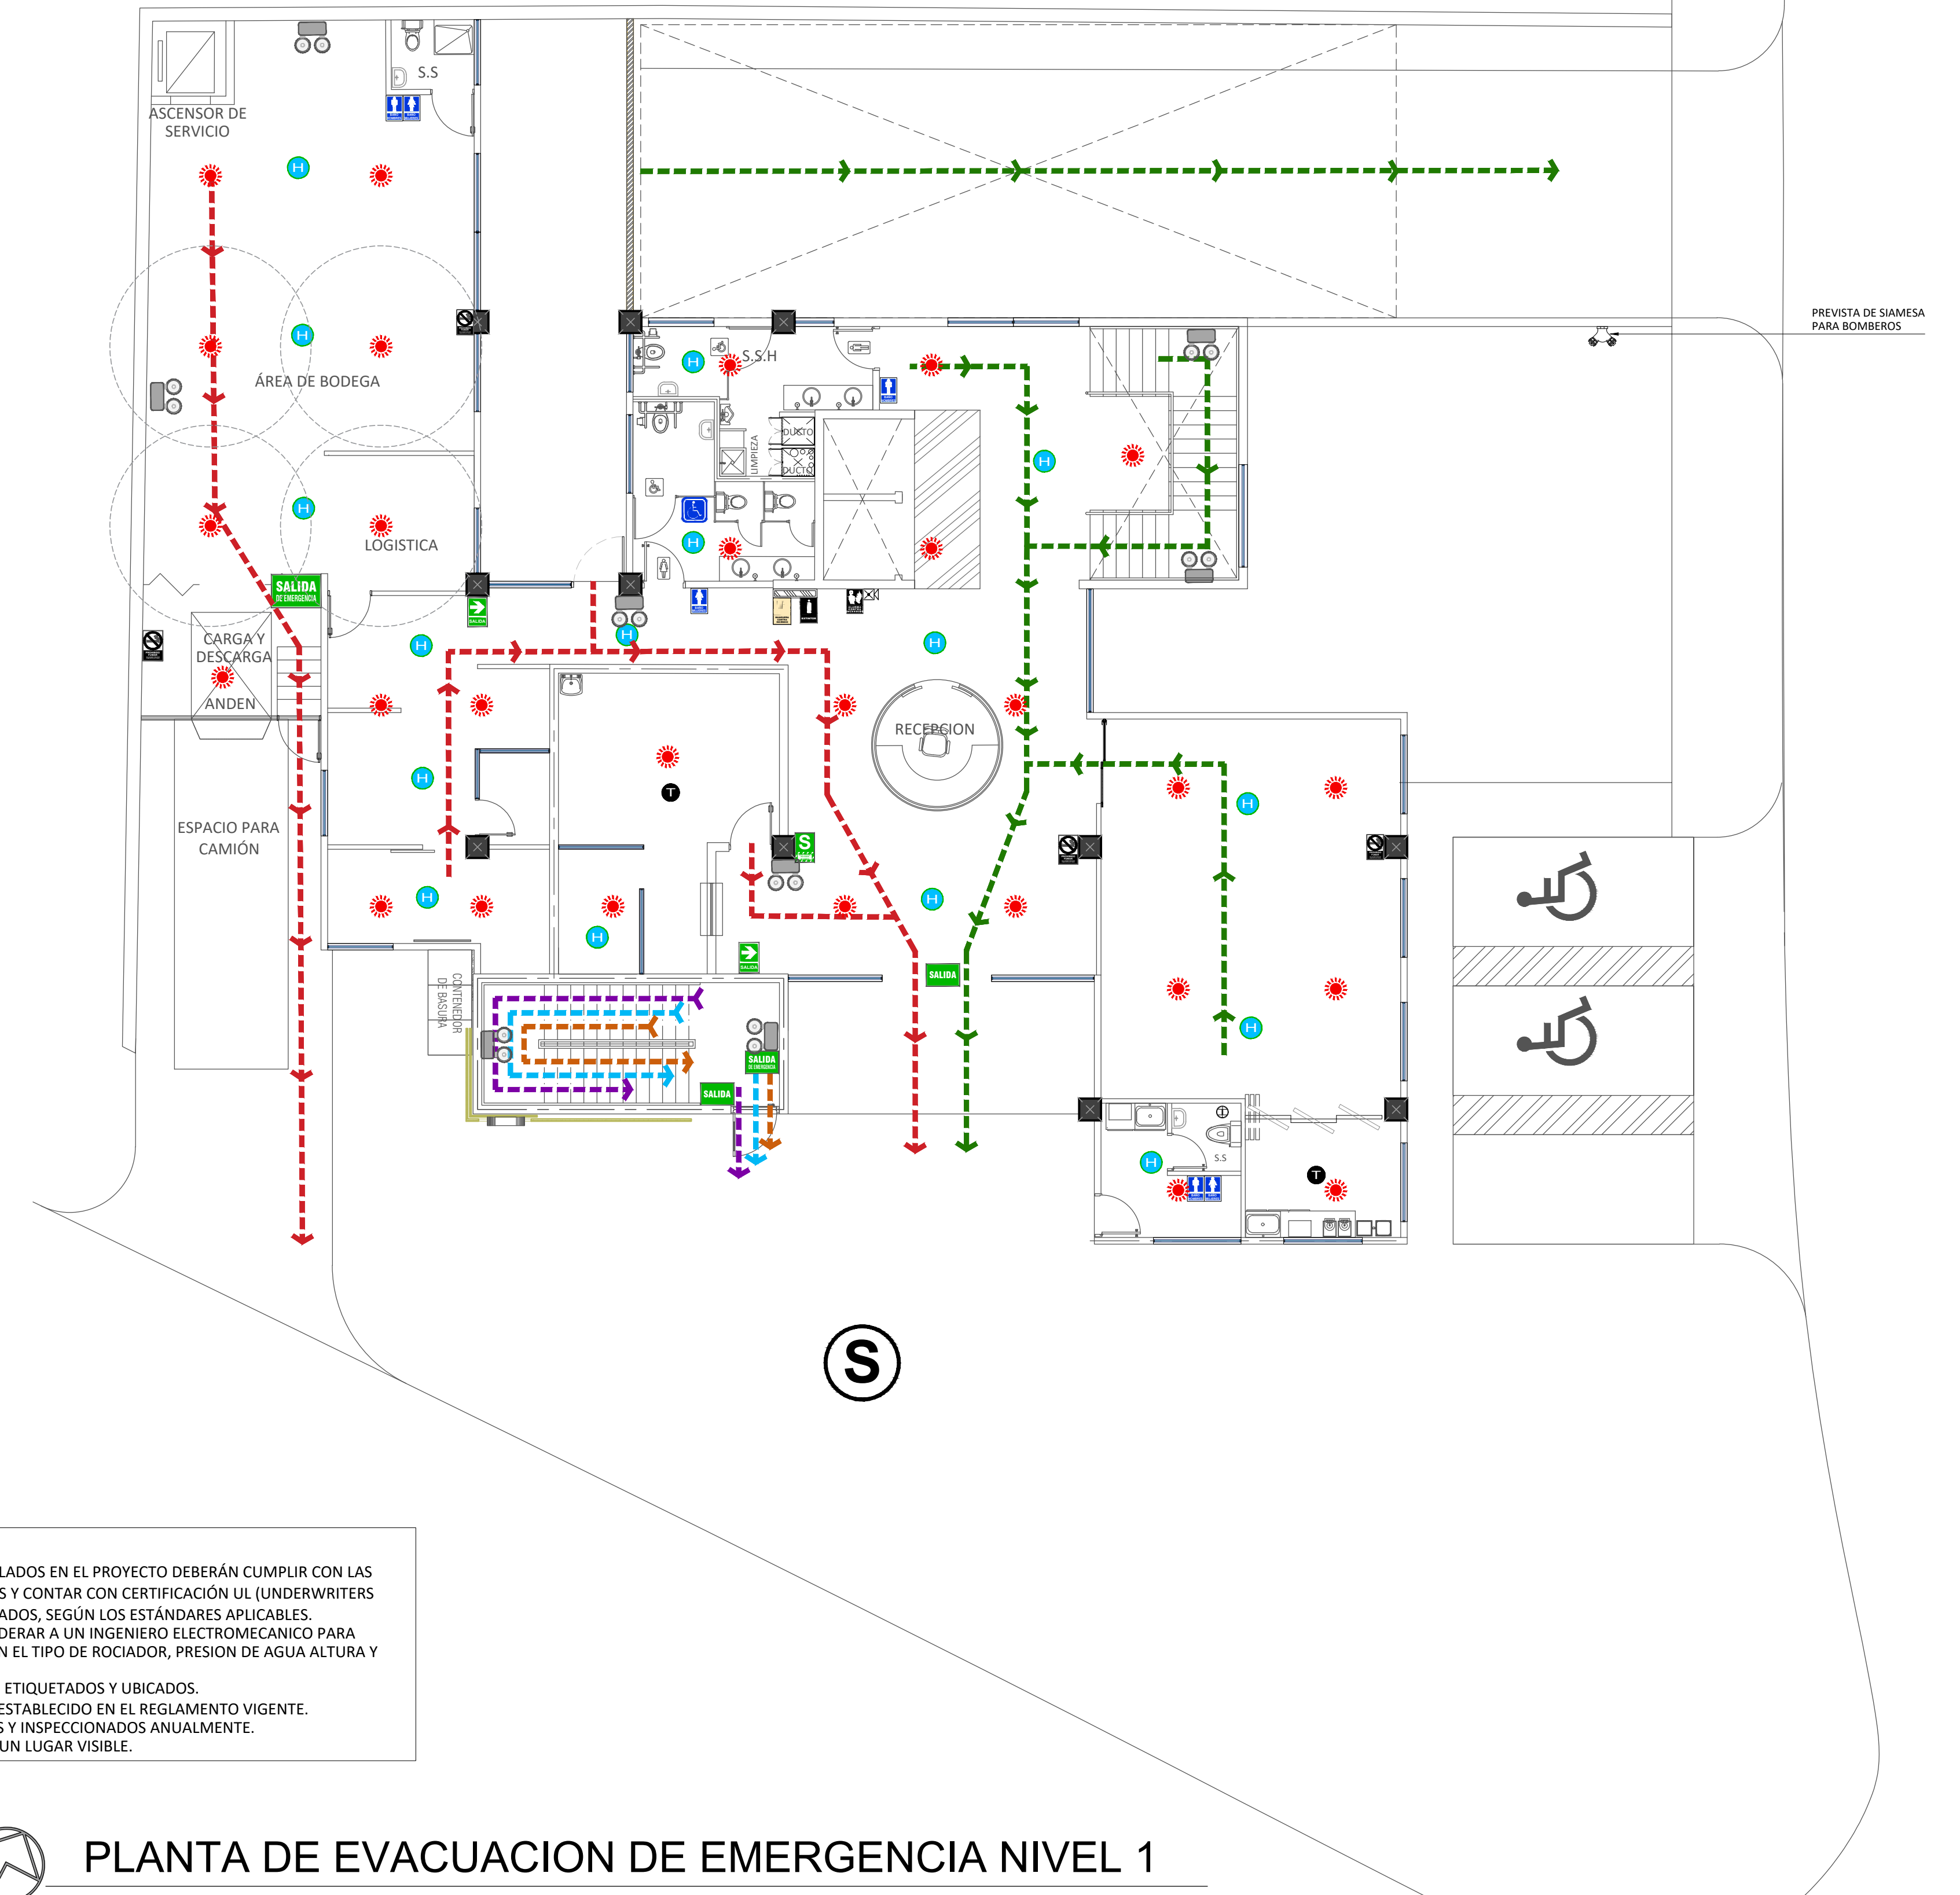 S.S
ASCENSOR DE
SERVICIO
H
PREVISTA DE SIAMESA
PARA BOMBEROS
H
H
S.S.H
ÁREA DE BODEGA
DUCTO
LIMPIEZA
DUCTO
H
H
LOGISTICA
H
SALIDA
DE EMERGENCIA
SALIDA
CARGA Y
DESCARGA
H
H
H
ANDEN
RECEPCION
H
T
H
ESPACIO PARA
CAMIÓN
S
H
H
H
SALIDA
SALIDA
CONTENEDOR
DE BASURA
H
SALIDA
DE EMERGENCIA
SALIDA
H
S.S
T
S
LADOS EN EL PROYECTO DEBERÁN CUMPLIR CON LAS
S Y CONTAR CON CERTIFICACIÓN UL (UNDERWRITERS
ADOS, SEGÚN LOS ESTÁNDARES APLICABLES.
DERAR A UN INGENIERO ELECTROMECANICO PARA
N EL TIPO DE ROCIADOR, PRESION DE AGUA ALTURA Y
ETIQUETADOS Y UBICADOS.
ESTABLECIDO EN EL REGLAMENTO VIGENTE.
S Y INSPECCIONADOS ANUALMENTE.
UN LUGAR VISIBLE.
PLANTA DE EVACUACION DE EMERGENCIA NIVEL 1